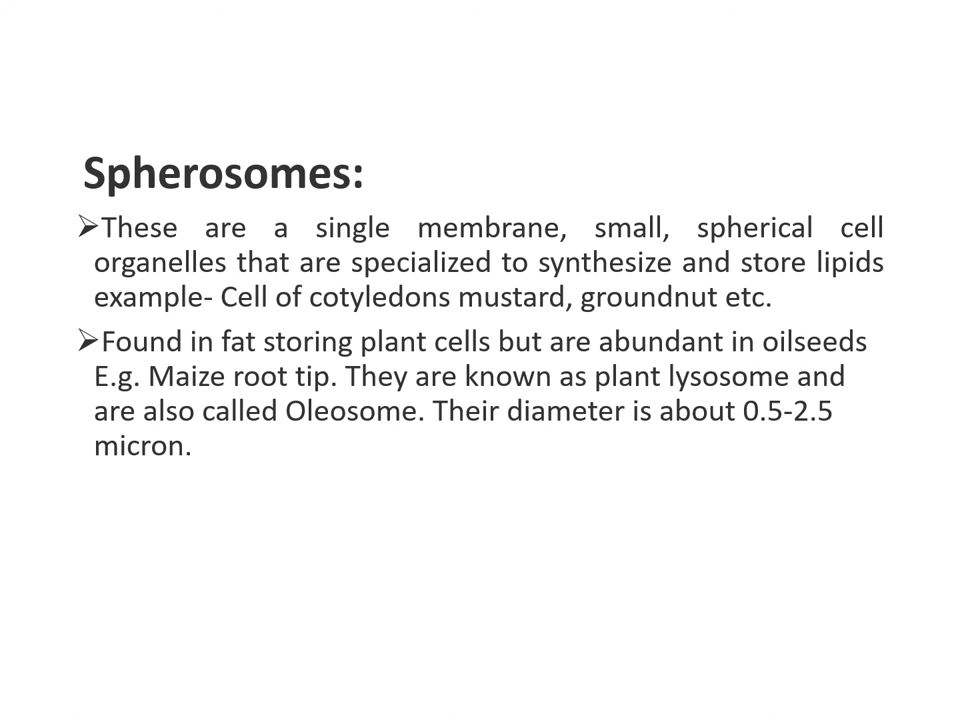 Spherosomes:
➢These are a single membrane, small, spherical cell
organelles that are specialized to synthesize and store lipids
example- Cell of cotyledons mustard, groundnut etc.
➢Found in fat storing plant cells but are abundant in oilseeds
E.g. Maize root tip. They are known as plant lysosome and
are also called Oleosome. Their diameter is about 0.5-2.5
micron.